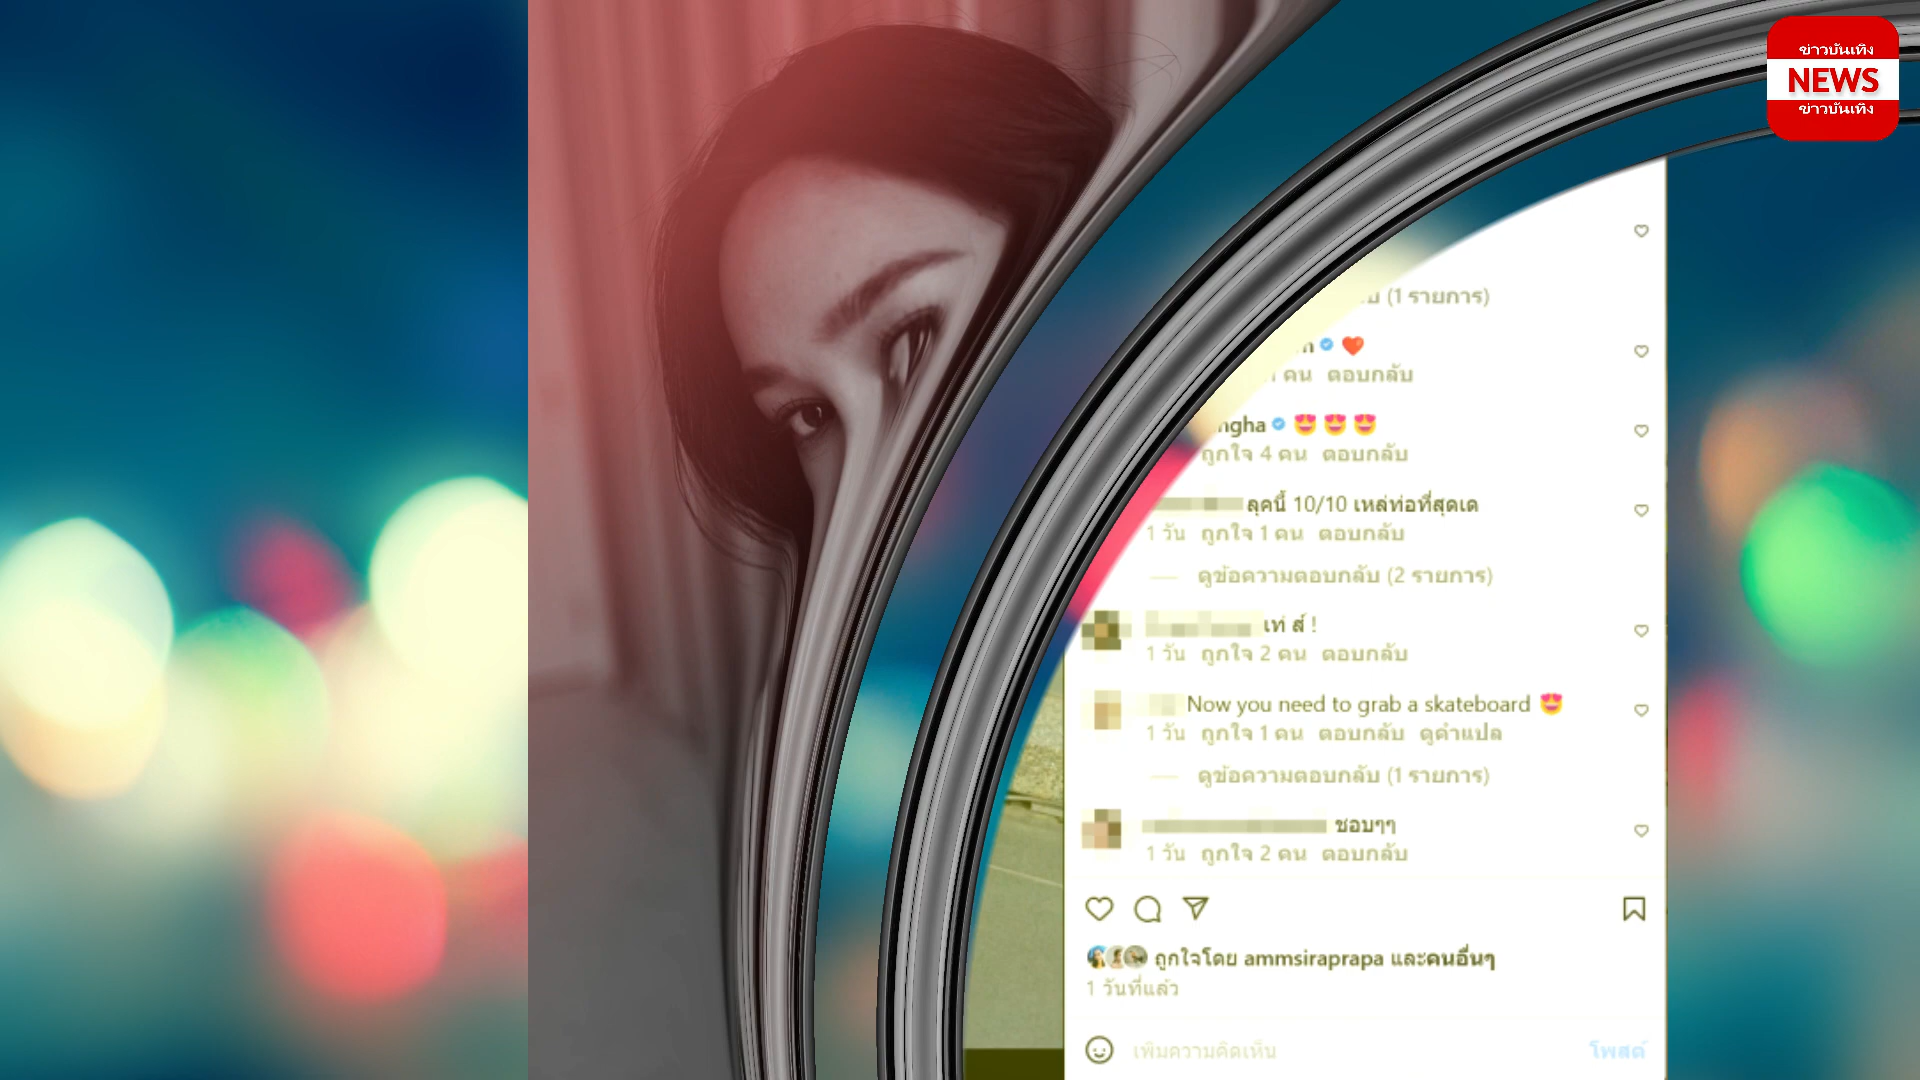 ข่าวบันเทิง
NEWS
ข่าวบันเทิง
(1 รายการ)
คน ตอบกลับ
ngha
ถูกใจ 4 คน ตอบกลับ
ลุคนี้ 10/10 เหล่ท่อที่สุดเด
1 วัน ถูกใจ 1 คน ตอบกลับ
ดูข้อความตอบกลับ (2 รายการ)
เท่ ส์ !
1 วัน ถูกใจ 2 คน ตอบกลับ
Now you need to grab a skateboard 😍
1 วัน ถูกใจ 1 คน ตอบกลับ ดูคำแปล
ดูข้อความตอบกลับ (1 รายการ)
ชอบๆๆ
1 วัน ถูกใจ 2 คน ตอบกลับ
ถูกใจโดย ammsiraprapa และคนอื่นๆ
1 วันที่แล้ว
เพิ่มความคิดเห็น
โพสต์